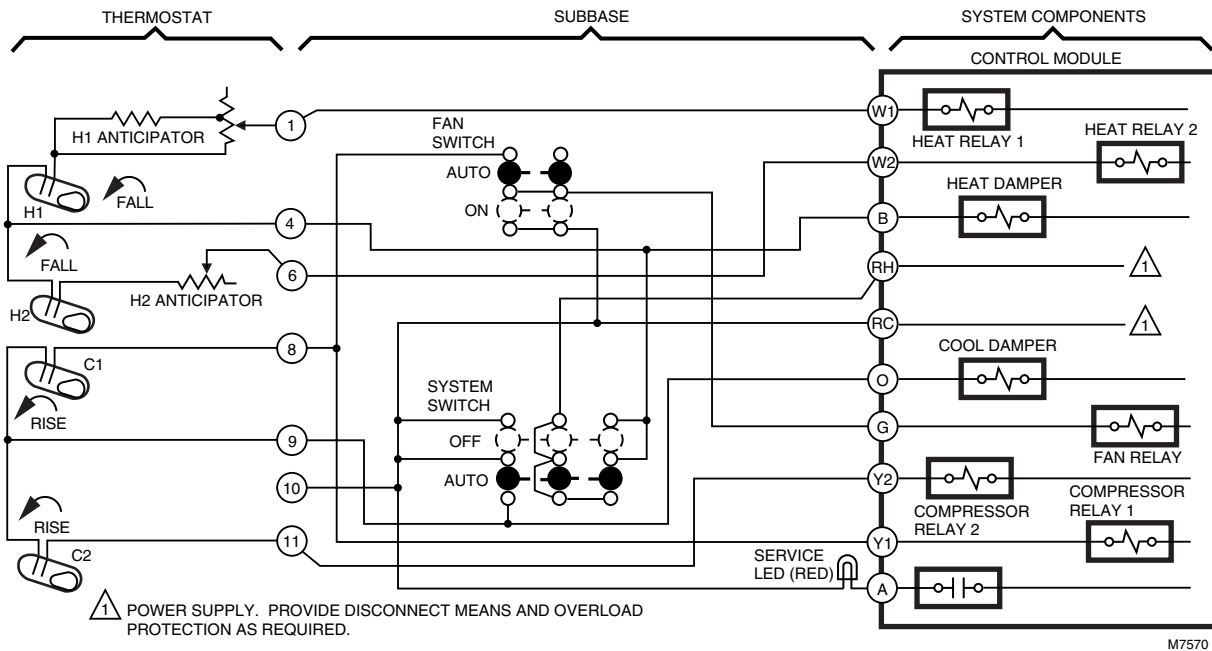 THERMOSTAT
SUBBASE
SYSTEM COMPONENTS
CONTROL MODULE
H1 ANTICIPATOR
1
FAN
SWITCH
AUTO
ON
W1
HEAT RELAY 1
HEAT RELAY 2
W2
HEAT DAMPER
H1
FALL
4
B
FALL
H2
H2 ANTICIPATOR
6
RH
1
RC
1
C1
RISE
8
COOL DAMPER
O
SYSTEM
SWITCH
OFF
AUTO
9
G
FAN RELAY
10
Y2
COMPRESSOR
RELAY 2
COMPRESSOR
RELAY 1
RISE
C2
11
Y1
SERVICE
LED (RED)
A
1 POWER SUPPLY. PROVIDE DISCONNECT MEANS AND OVERLOAD
PROTECTION AS REQUIRED.
M7570